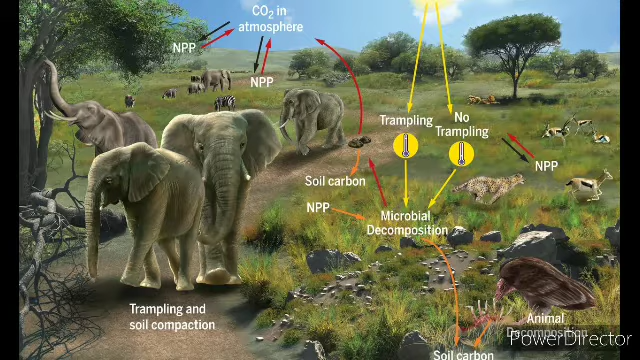 CO₂ in
atmosphere
NPP
NPP
Trampling
No
Trampling
NPP
Soil carbon
NPP
Microbial
Decomposition
Trampling and
soil compaction
Animal
Decomposition
PowerDirector
Soil carbon